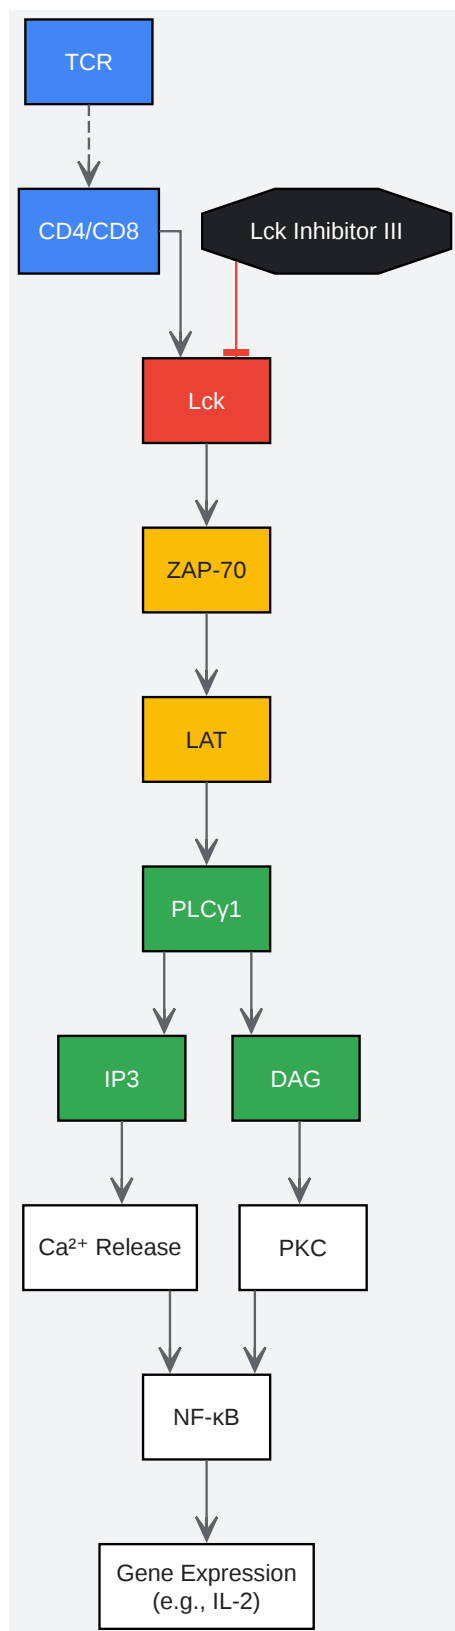 TCR
CD4/CD8
Lck Inhibitor III
Lck
ZAP-70
LAT
PLCγ1
IP3
DAG
Ca²⁺ Release
PKC
NF-κB
Gene Expression
(e.g., IL-2)